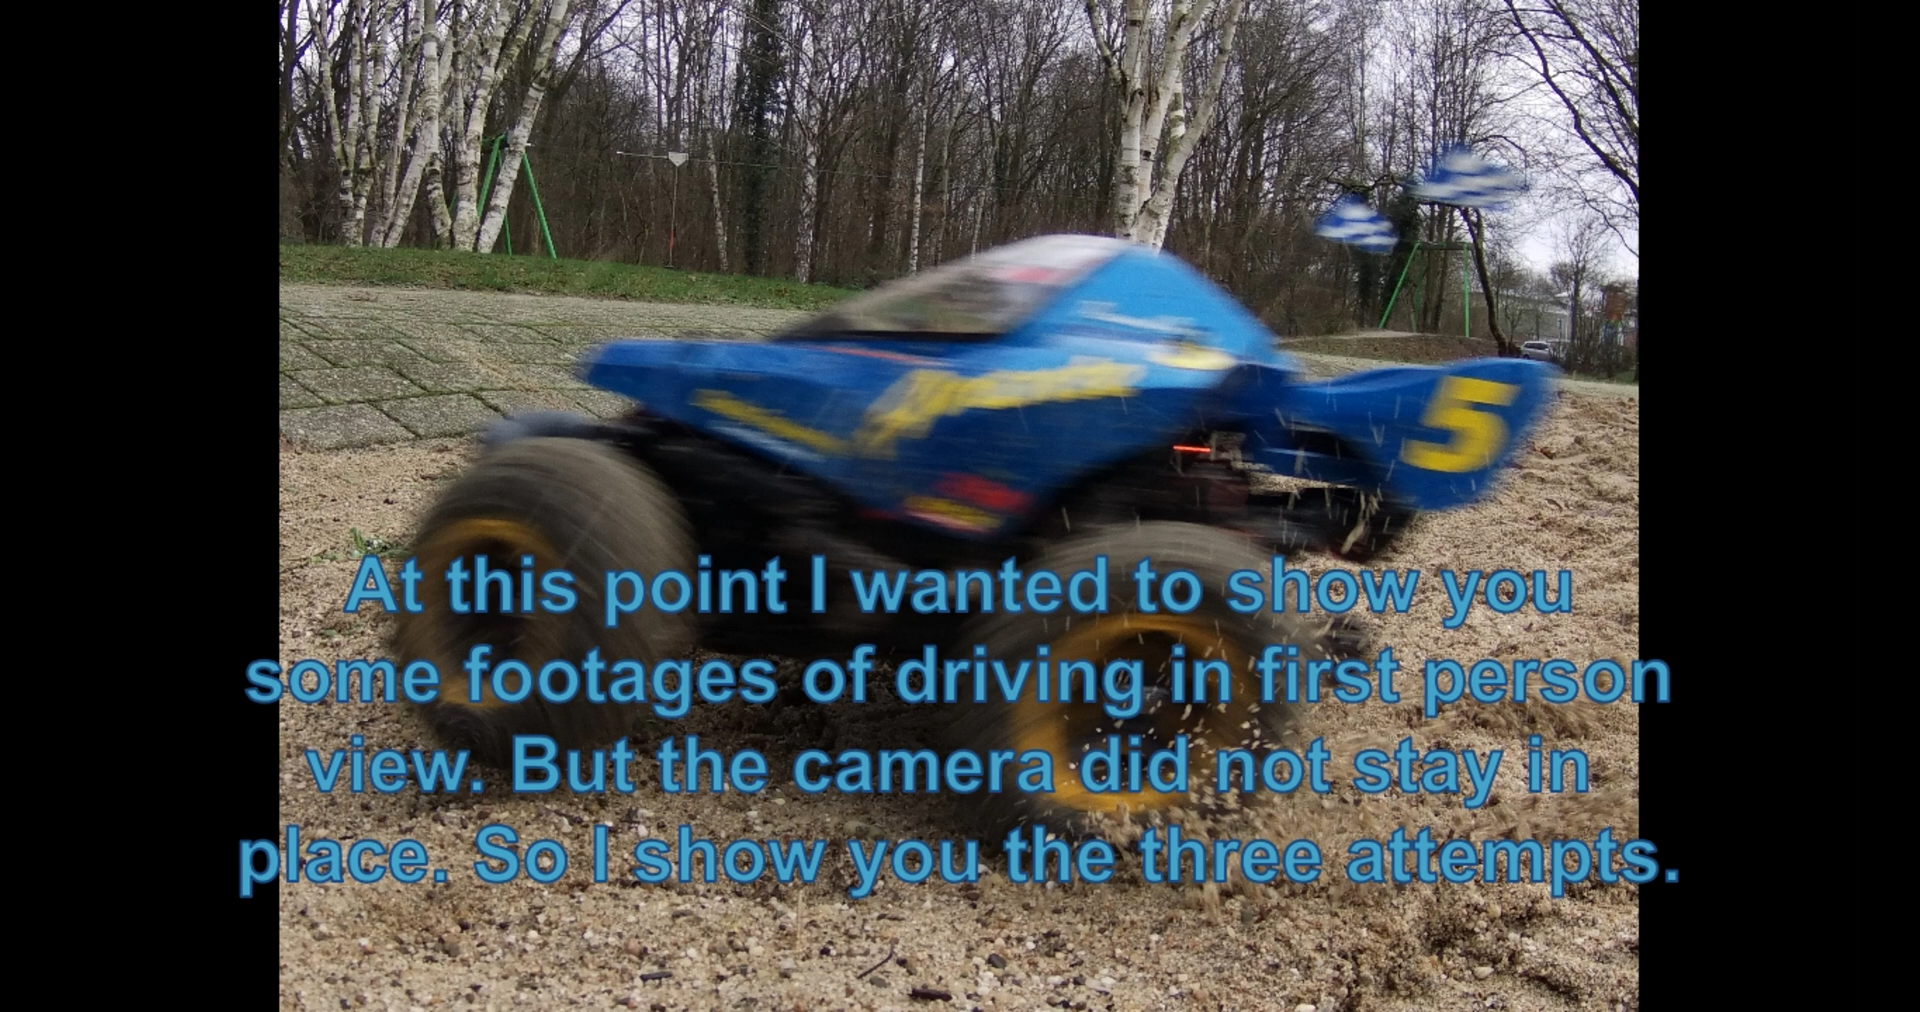 5
At this point I wanted to show you
some footages of driving in first person
view. But the camera did not stay in
place. So I show you the three attempts.